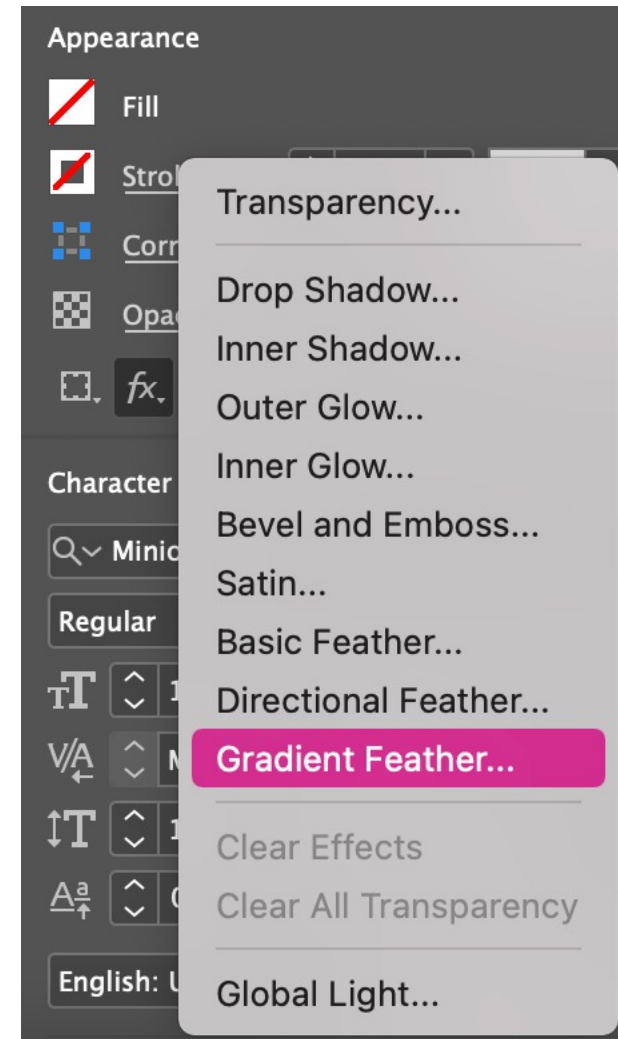 Appearance
Fill
Transparency...
Drop Shadow...
Inner Shadow...
Outer Glow...
Inner Glow...
Bevel and Emboss...
Satin...
Basic Feather...
Directional Feather...
Gradient Feather...
Clear Effects
Clear All Transparency
Global Light...
fx
Character
Regular
English: